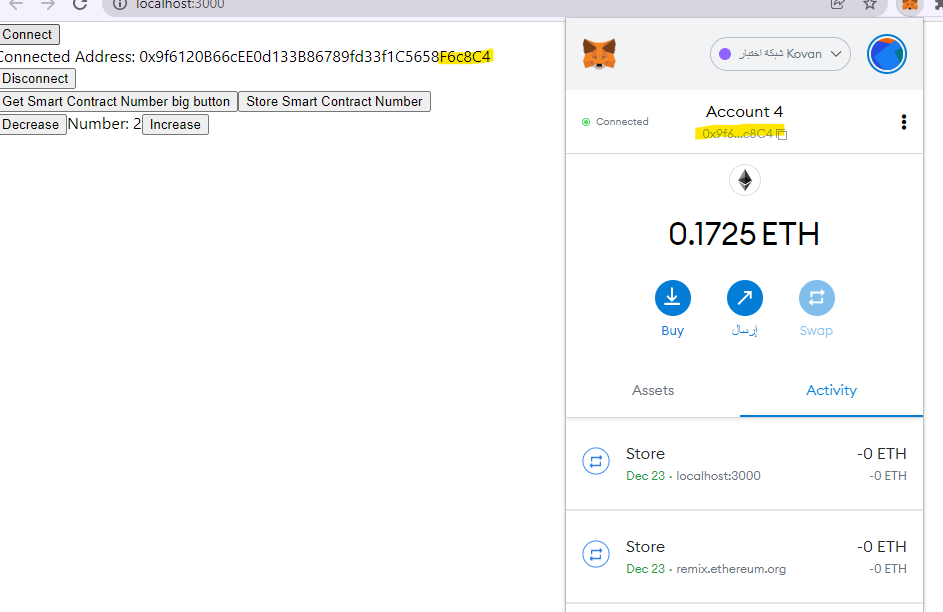 localhost:3000
Connect
Connected Address: 0x9f6120B66cEE0d133B86789fd33f1C5658F6c8C4
Disconnect
Get Smart Contract Number big button Store Smart Contract Number
Decrease Number: 2 Increase
شبكة اختبار Kovan
Connected
Account 4
0x9f6...c8C4
0.1725 ETH
Buy إرسال Swap
Assets Activity
Store -0 ETH
Dec 23 · localhost:3000 -0 ETH
Store -0 ETH
Dec 23 · remix.ethereum.org -0 ETH